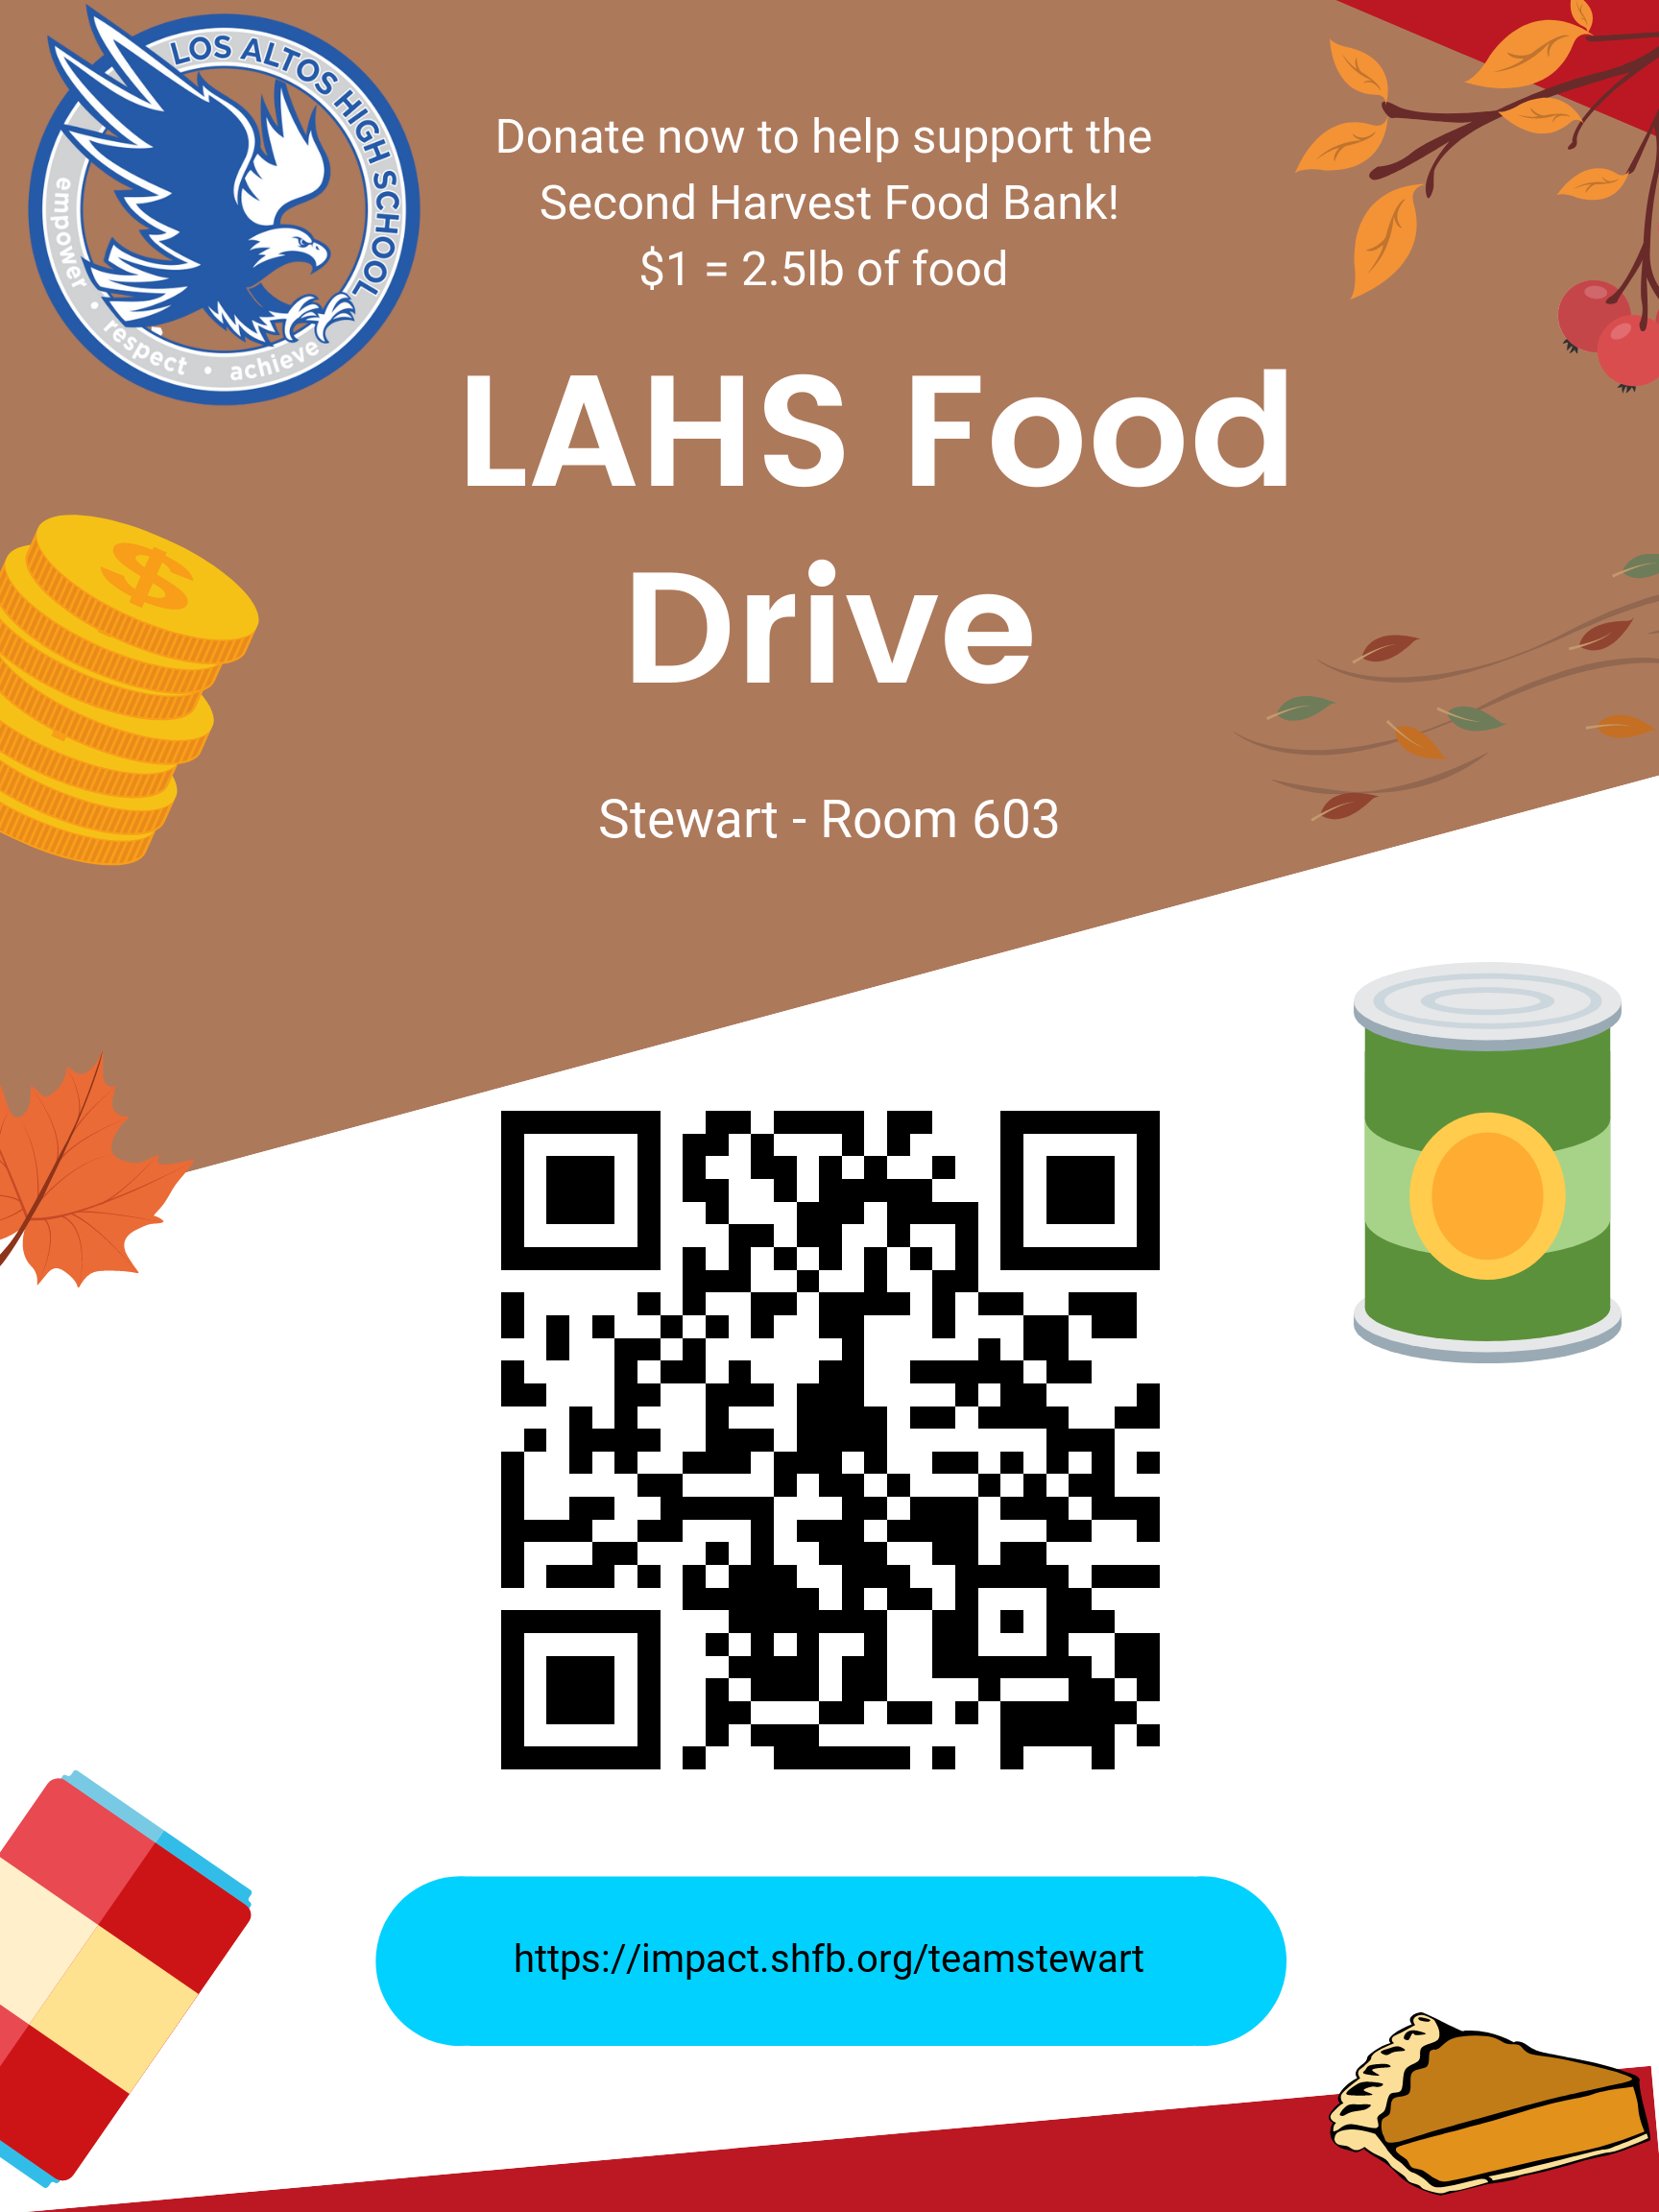 LOS ALTOS HIGH SCHOOL
empower • respect • achieve
Donate now to help support the
Second Harvest Food Bank!
$1 = 2.5lb of food
LAHS Food
Drive
Stewart - Room 603
$
https://impact.shfb.org/teamstewart